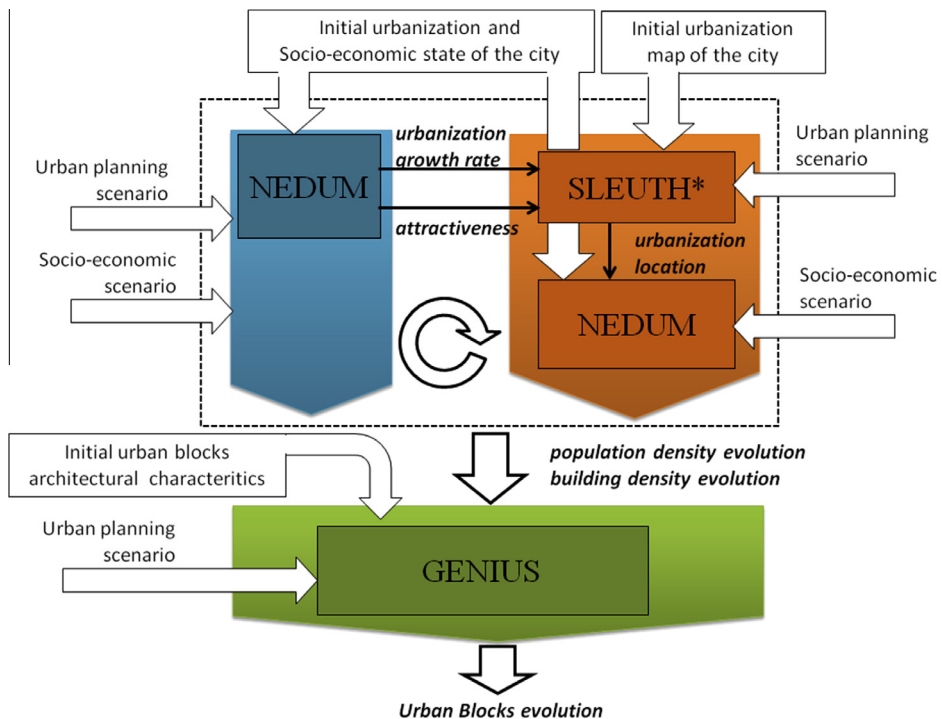 Initial urbanization and
Socio-economic state of the city
Initial urbanization
map of the city
urbanization
growth rate
NEDUM
attractiveness
SLEUTH*
Urban planning
scenario
Urban planning
scenario
urbanization
location
Socio-economic
scenario
Socio-economic
scenario
NEDUM
Initial urban blocks
architectural charactersitics
population density evolution
building density evolution
Urban planning
scenario
GENIUS
Urban Blocks evolution